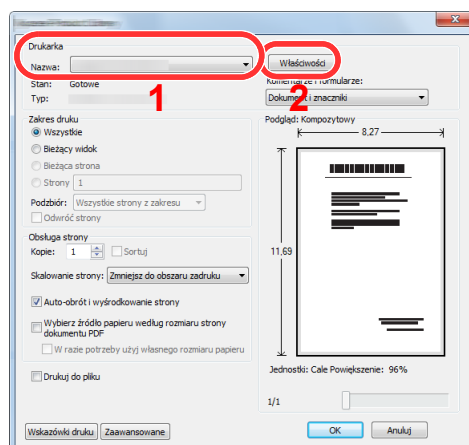 Drukarka
Nazwa:
Właściwości
Stan: Gotowe
Komentarze i formularze:
Typ:
1
2
Dokument i znaczniki
Zakres druku
Wszystkie
Bieżący widok
Bieżąca strona
Strony 1
Podzbiór: Wszystkie strony z zakresu
Odwróć strony
Obsługa strony
Kopie: 1 Sortuj
Skalowanie strony: Zmniejsz do obszaru zadruku
Auto-obrót i wyśrodkowanie strony
Wybierz źródło papieru według rozmiaru strony
dokumentu PDF
W razie potrzeby użyj własnego rozmiaru papieru
Drukuj do pliku
Podgląd: Kompozytowy
8,27
11,69
Jednostki: Cale Powiększenie: 96%
1/1
Wskazówki druku
Zaawansowane
OK
Anuluj